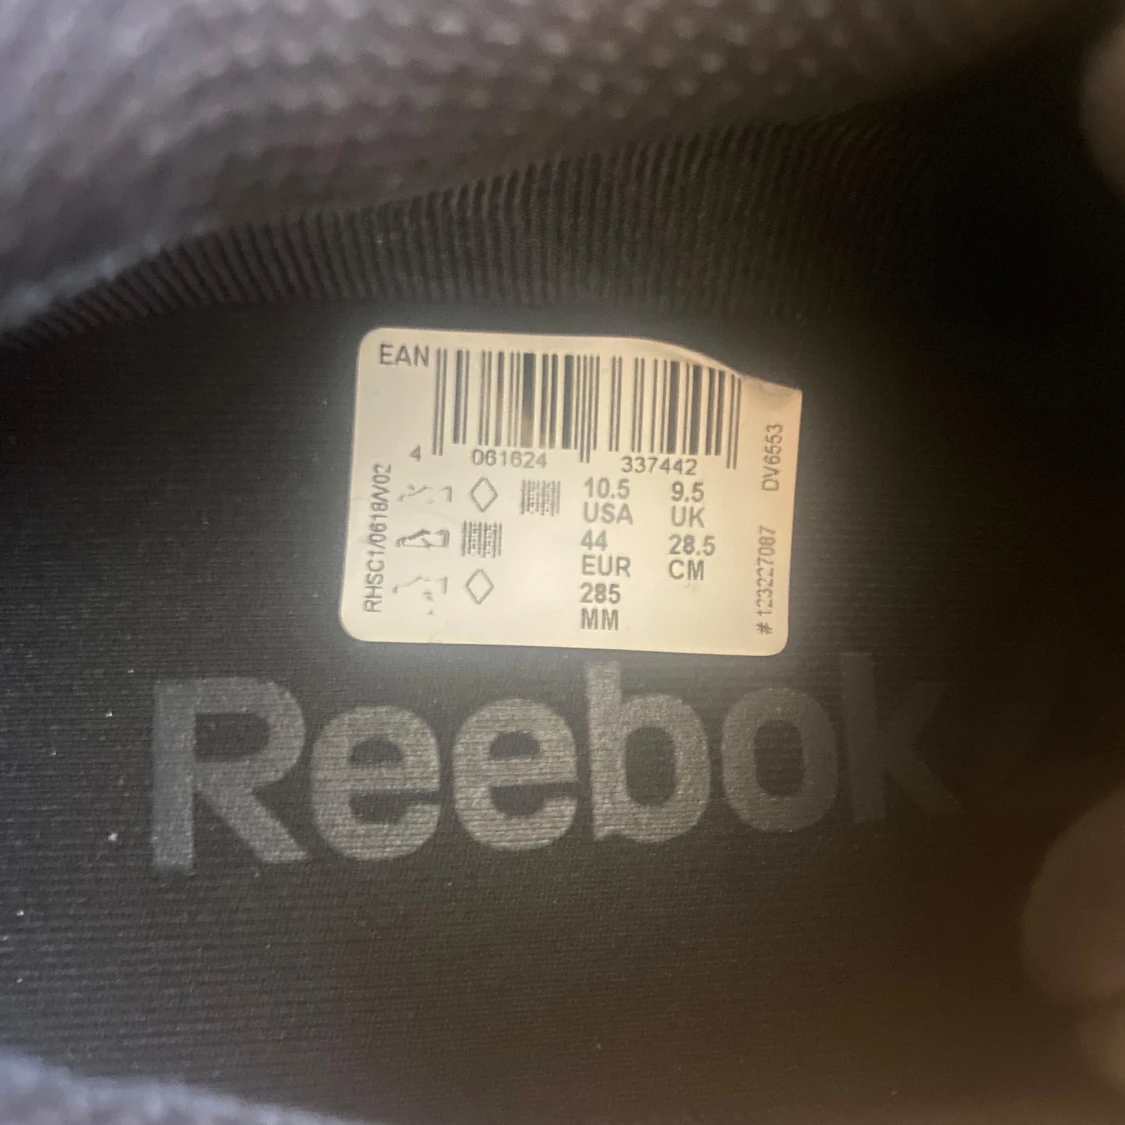 EAN
4 061624 337442
RHSC1/0618/V02
10.5 9.5
USA UK
44 28.5
EUR CM
285
MM
# 123227087 DV6553
Reebok